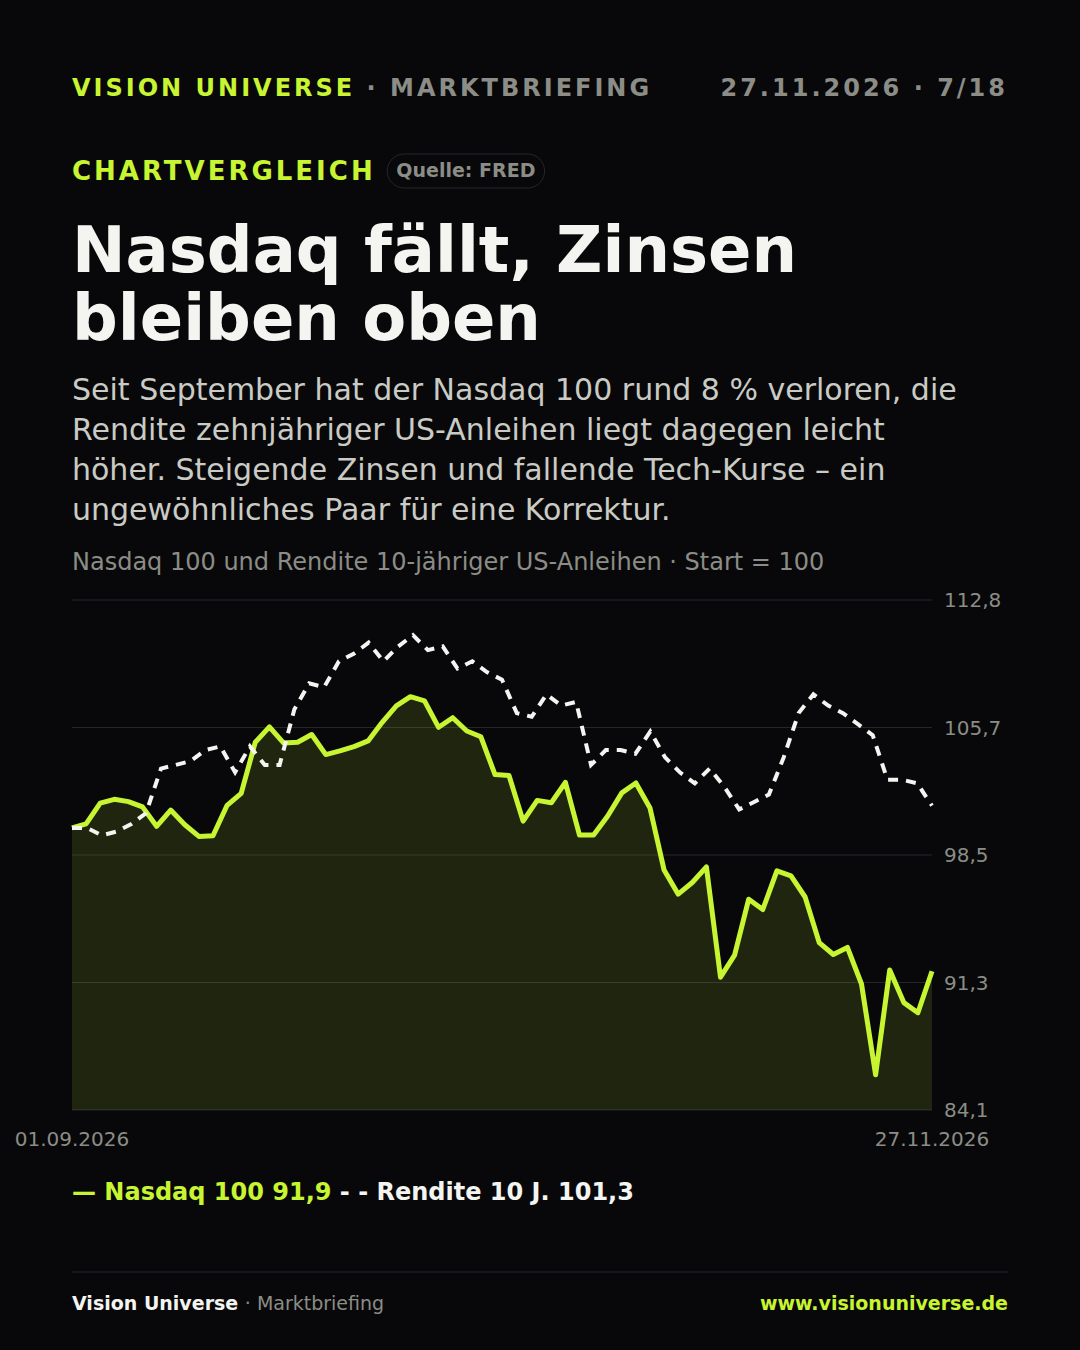 VISION UNIVERSE · MARKTBRIEFING 27.11.2026 · 7/18
CHARTVERGLEICH Quelle: FRED
Nasdaq fällt, Zinsen
bleiben oben
Seit September hat der Nasdaq 100 rund 8 % verloren, die
Rendite zehnjähriger US-Anleihen liegt dagegen leicht
höher. Steigende Zinsen und fallende Tech-Kurse – ein
ungewöhnliches Paar für eine Korrektur.
Nasdaq 100 und Rendite 10-jähriger US-Anleihen · Start = 100
112,8
105,7
98,5
91,3
84,1
01.09.2026 27.11.2026
— Nasdaq 100 91,9 - - Rendite 10 J. 101,3
Vision Universe · Marktbriefing www.visionuniverse.de